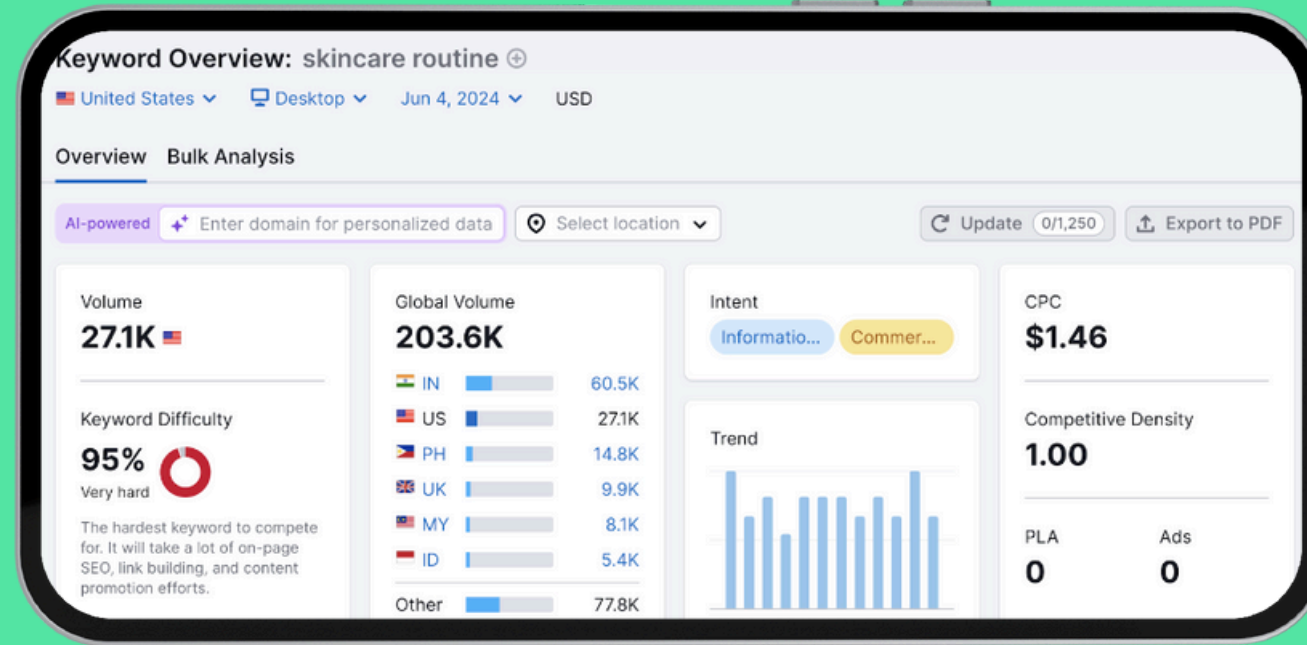 Keyword Overview: skincare routine
United States Desktop Jun 4, 2024 USD
Overview Bulk Analysis
AI-powered Enter domain for personalized data Select location Update 0/1,250 Export to PDF
Volume
27.1K
Keyword Difficulty
95%
Very hard
The hardest keyword to compete
for. It will take a lot of on-page
SEO, link building, and content
promotion efforts.
Global Volume
203.6K
IN 60.5K
US 27.1K
PH 14.8K
UK 9.9K
MY 8.1K
ID 5.4K
Other 77.8K
Intent
Informatio... Commer...
Trend
CPC
$1.46
Competitive Density
1.00
PLA Ads
0 0